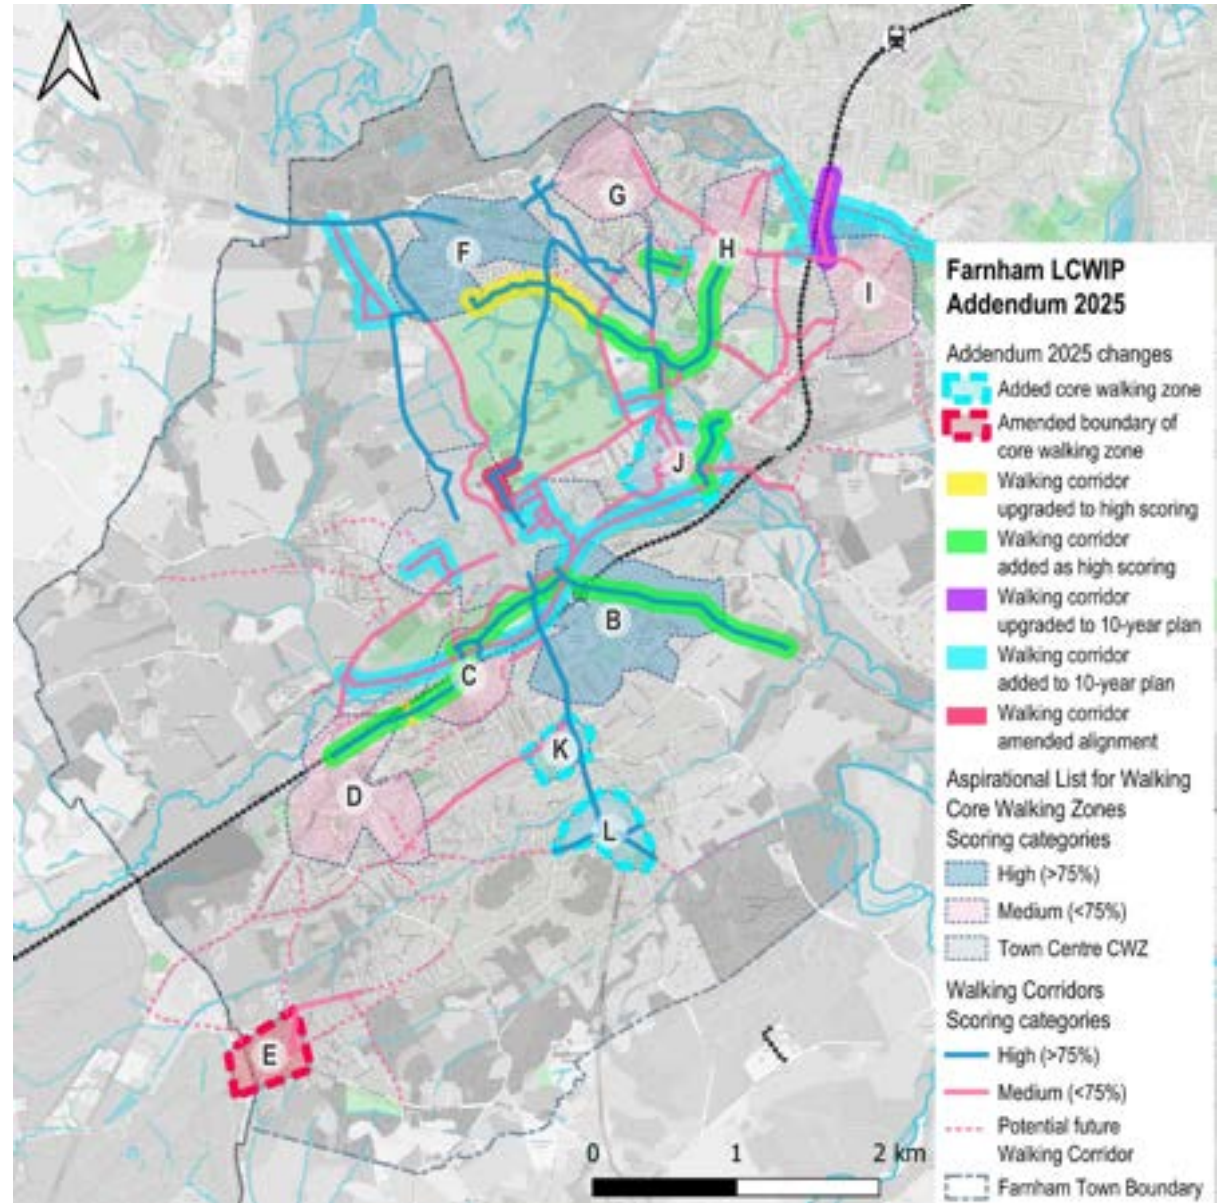 G
F
H
I
J
B
C
K
D
L
E
0 1 2 km
Farnham LCWIP
Addendum 2025
Addendum 2025 changes
Added core walking zone
Amended boundary of
core walking zone
Walking corridor
upgraded to high scoring
Walking corridor
added as high scoring
Walking corridor
upgraded to 10-year plan
Walking corridor
added to 10-year plan
Walking corridor
amended alignment
Aspirational List for Walking
Core Walking Zones
Scoring categories
High (>75%)
Medium (<75%)
Town Centre CWZ
Walking Corridors
Scoring categories
High (>75%)
Medium (<75%)
Potential future
Walking Corridor
Farnham Town Boundary